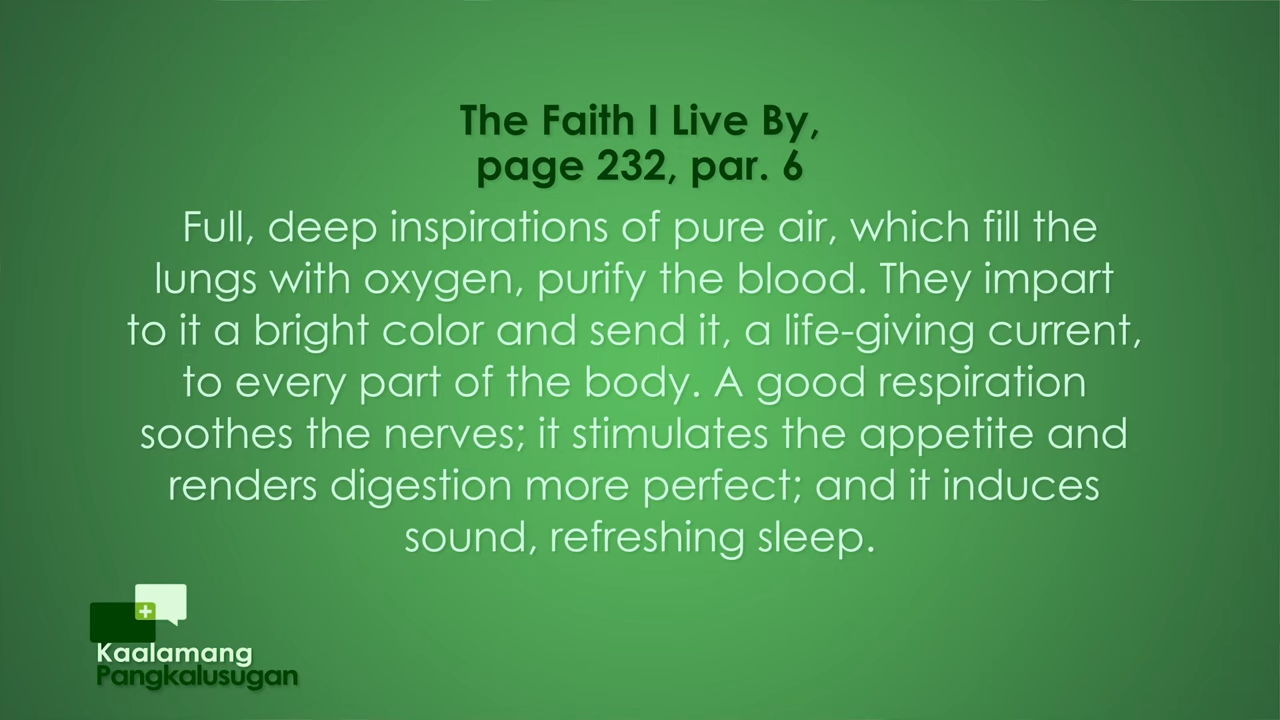 The Faith I Live By,
page 232, par. 6
Full, deep inspirations of pure air, which fill the
lungs with oxygen, purify the blood. They impart
to it a bright color and send it, a life-giving current,
to every part of the body. A good respiration
soothes the nerves; it stimulates the appetite and
renders digestion more perfect; and it induces
sound, refreshing sleep.
Kaalamang
Pangkalusugan